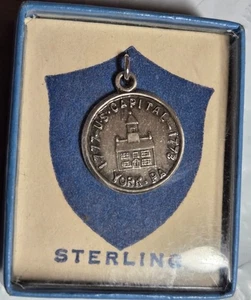 1777-U.S. CAPITAL-1778
YORK, PA
STERLING